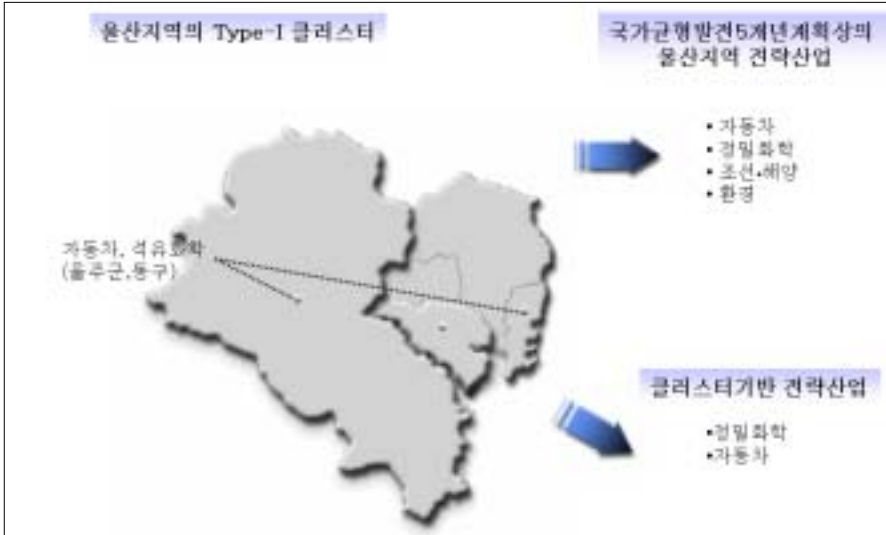 울산지역의 Type-I 클러스터
국가균형발전5개년계획상의
울산지역 전략산업
• 자동차
• 정밀화학
• 조선•해양
• 환경
자동차, 석유화학
(울주군,동구)
클러스터기반 전략산업
•정밀화학
•자동차